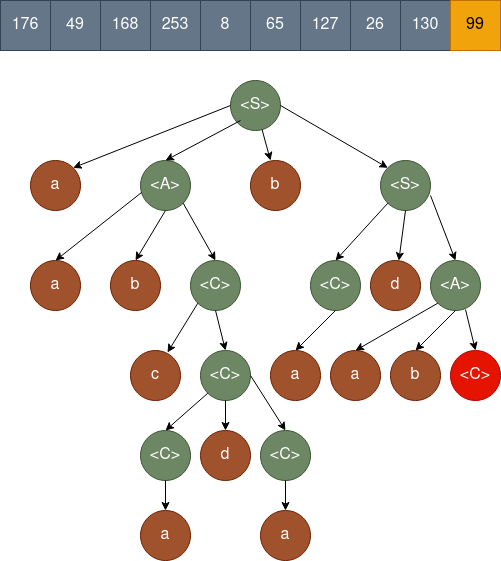 176 49 168 253 8 65 127 26 130 99
<S>
a <A> b <S>
a b <C> <C> d <A>
c <C> a a b <C>
<C> d <C>
a a